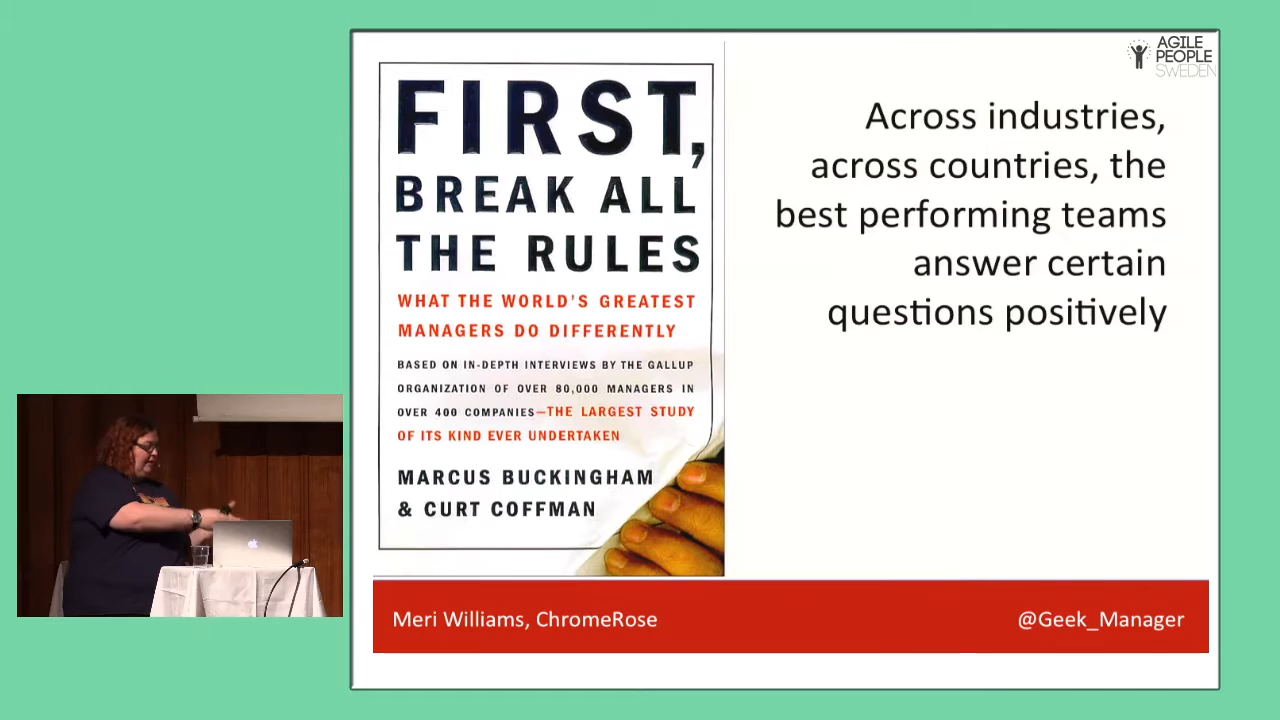 AGILE
PEOPLE
SWEDEN
FIRST,
BREAK ALL
THE RULES
WHAT THE WORLD'S GREATEST
MANAGERS DO DIFFERENTLY
BASED ON IN-DEPTH INTERVIEWS BY THE GALLUP
ORGANIZATION OF OVER 80,000 MANAGERS IN
OVER 400 COMPANIES—THE LARGEST STUDY
OF ITS KIND EVER UNDERTAKEN
MARCUS BUCKINGHAM
& CURT COFFMAN
Across industries,
across countries, the
best performing teams
answer certain
questions positively
Meri Williams, ChromeRose
@Geek_Manager